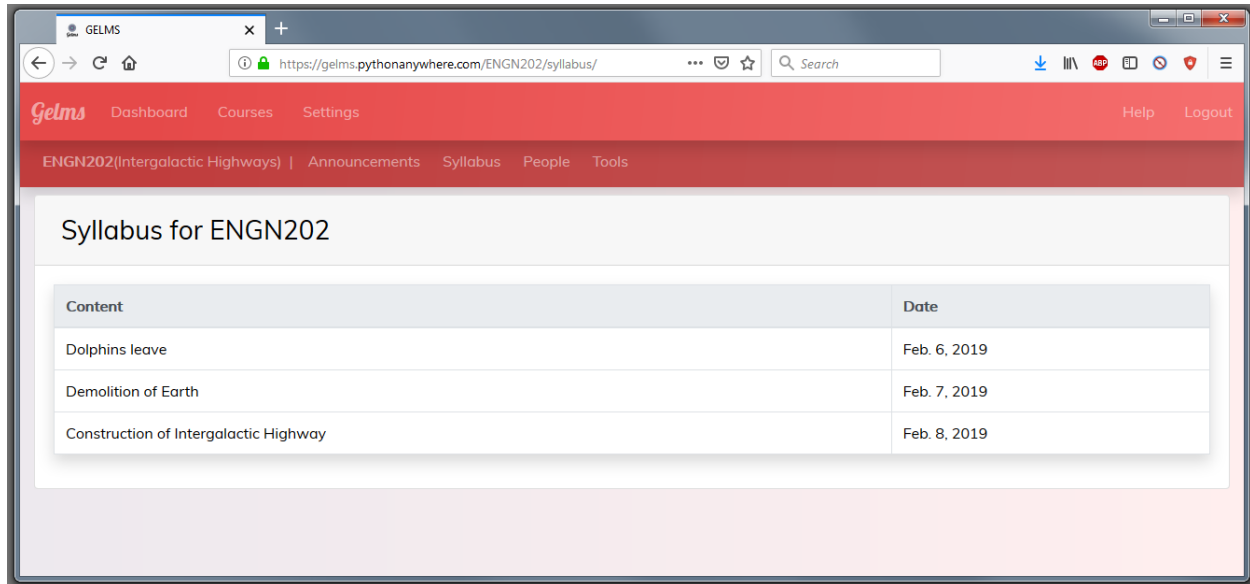 GELMS
https://gelms.pythonanywhere.com/ENGN202/syllabus/ Search ABP
Gelms Dashboard Courses Settings Help Logout
ENGN202(Intergalactic Highways) | Announcements Syllabus People Tools
Syllabus for ENGN202
Content Date
Dolphins leave Feb. 6, 2019
Demolition of Earth Feb. 7, 2019
Construction of Intergalactic Highway Feb. 8, 2019